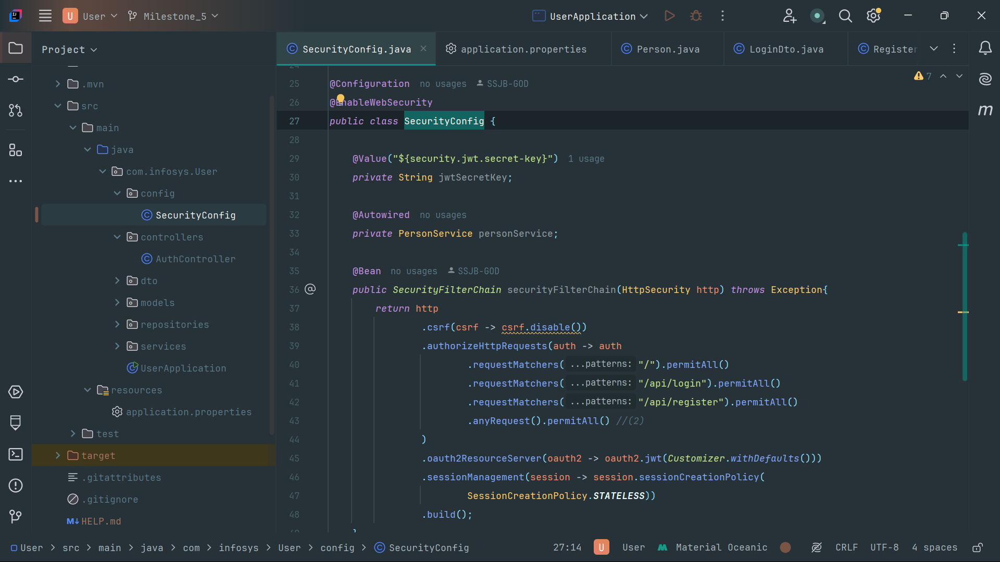 U User Milestone_5 UserApplication
Project
SecurityConfig.java application.properties Person.java LoginDto.java Register
.mvn
src
main
java
com.infosys.User
config
SecurityConfig
controllers
AuthController
dto
models
repositories
services
UserApplication
resources
application.properties
test
target
.gitattributes
.gitignore
M↓ HELP.md
7
25 @Configuration no usages SSJB-GOD
26 @EnableWebSecurity
27 public class SecurityConfig {
28
29 @Value("${security.jwt.secret-key}") 1 usage
30 private String jwtSecretKey;
31
32 @Autowired no usages
33 private PersonService personService;
34
35 @Bean no usages SSJB-GOD
36 public SecurityFilterChain securityFilterChain(HttpSecurity http) throws Exception{
37 return http
38 .csrf(csrf -> csrf.disable())
39 .authorizeHttpRequests(auth -> auth
40 .requestMatchers( ...patterns: "/").permitAll()
41 .requestMatchers( ...patterns: "/api/login").permitAll()
42 .requestMatchers( ...patterns: "/api/register").permitAll()
43 .anyRequest().permitAll() //(2)
44 )
45 .oauth2ResourceServer(oauth2 -> oauth2.jwt(Customizer.withDefaults()))
46 .sessionManagement(session -> session.sessionCreationPolicy(
47 SessionCreationPolicy.STATELESS))
48 .build();
m
User > src > main > java > com > infosys > User > config > SecurityConfig
27:14 U User Material Oceanic CRLF UTF-8 4 spaces